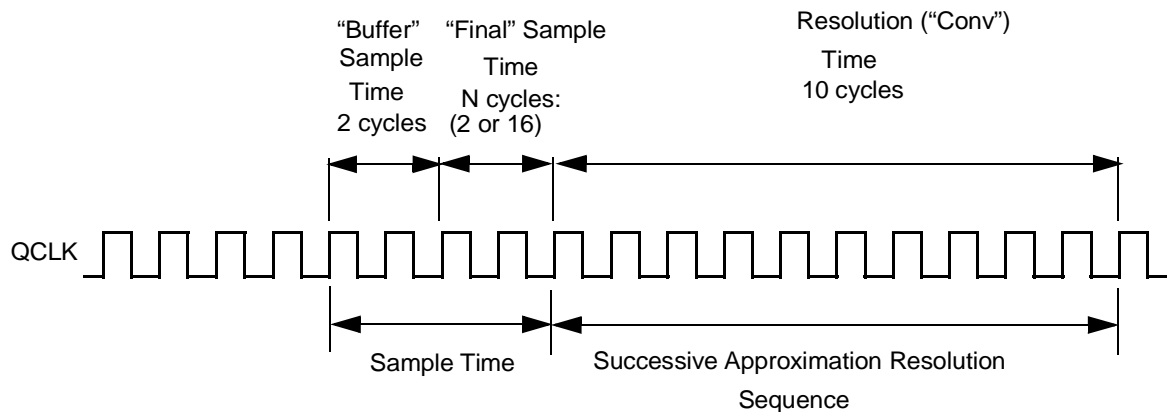 “Buffer”
Sample
Time
2 cycles
“Final” Sample
Time
N cycles:
(2 or 16)
Resolution (“Conv”)
Time
10 cycles
QCLK
Sample Time
Successive Approximation Resolution
Sequence